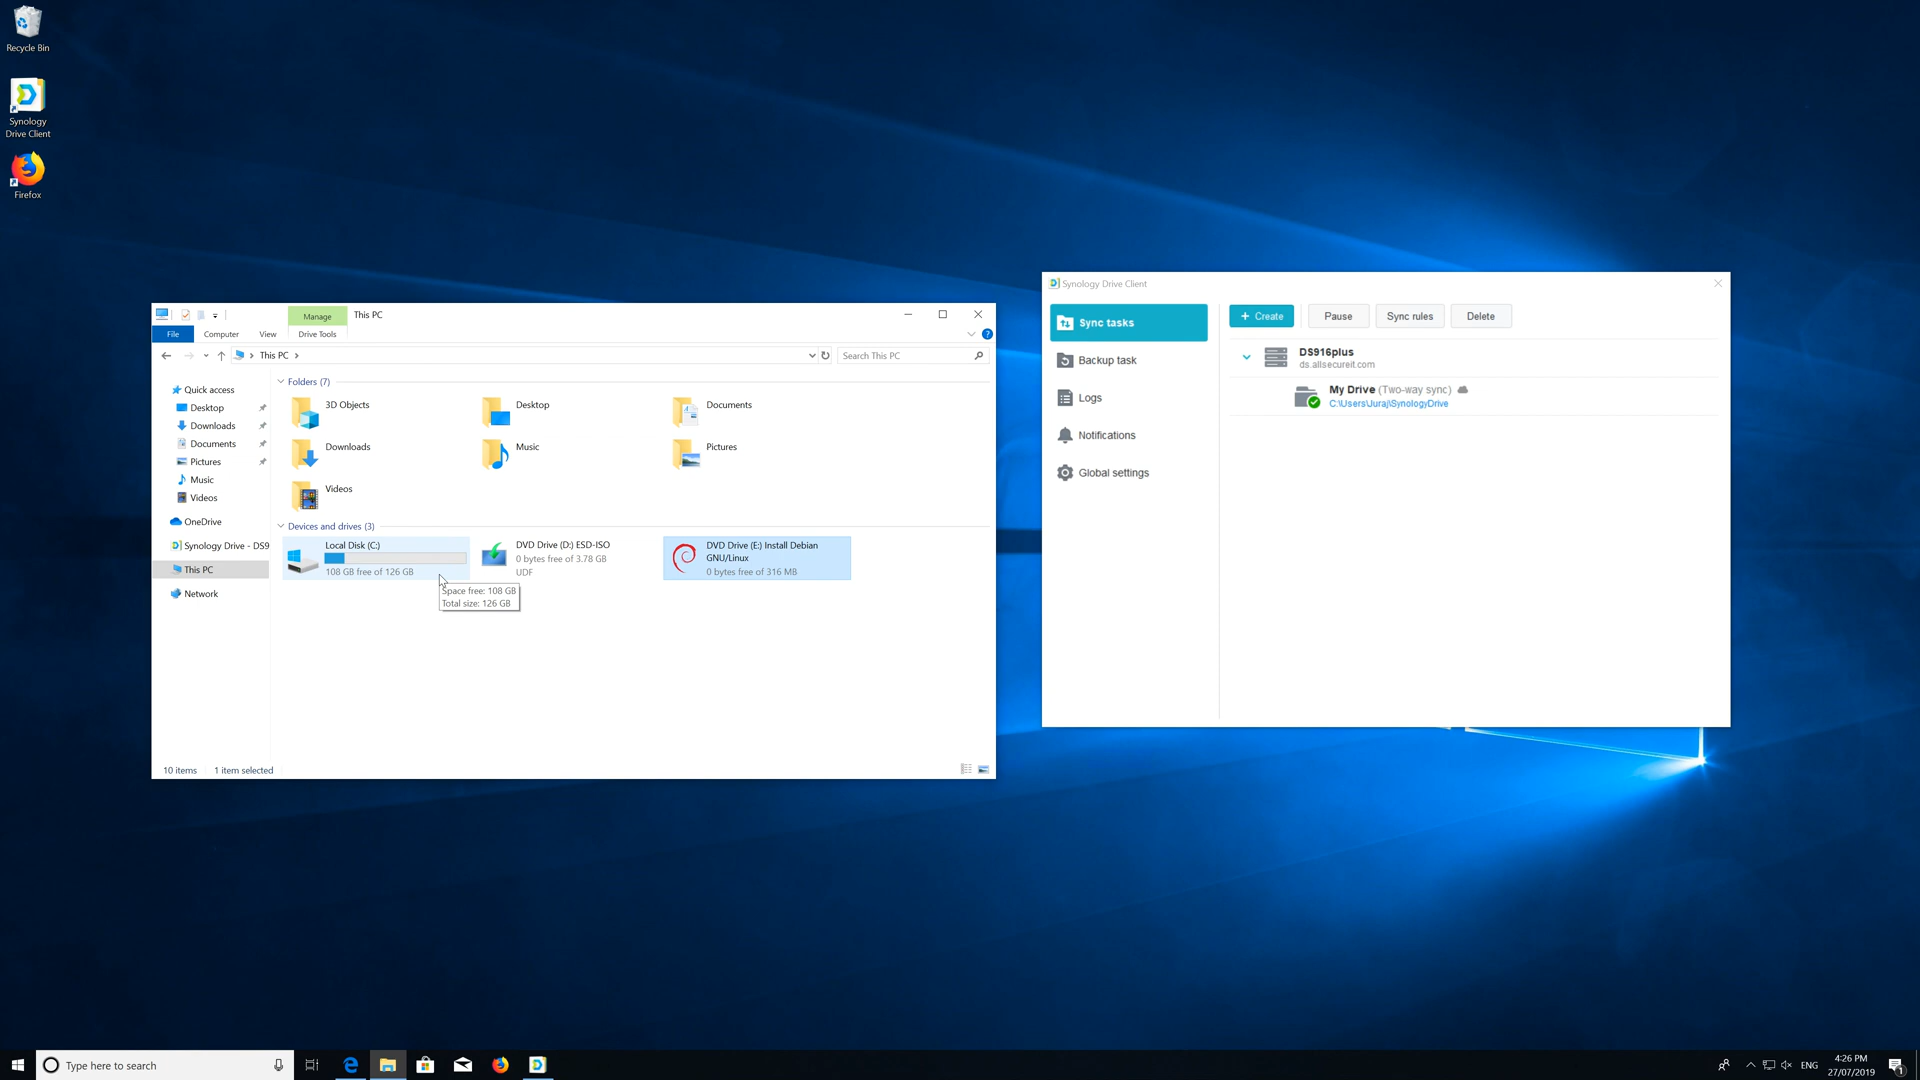 Recycle Bin
Synology
Drive Client
Firefox
Manage
This PC
File
Computer
View
Drive Tools
This PC
Search This PC
Quick access
Desktop
Downloads
Documents
Pictures
Music
Videos
OneDrive
Synology Drive - DS9
This PC
Network
Folders (7)
3D Objects
Desktop
Documents
Downloads
Music
Pictures
Videos
Devices and drives (3)
Local Disk (C:)
108 GB free of 126 GB
DVD Drive (D:) ESD-ISO
0 bytes free of 3.78 GB
UDF
DVD Drive (E:) Install Debian
GNU/Linux
0 bytes free of 316 MB
Space free: 108 GB
Total size: 126 GB
10 items
1 item selected
Synology Drive Client
Sync tasks
Backup task
Logs
Notifications
Global settings
+ Create
Pause
Sync rules
Delete
DS916plus
ds.allsecureit.com
My Drive (Two-way sync)
C:\Users\Juraj\SynologyDrive
Type here to search
ENG
4:26 PM
27/07/2019
1